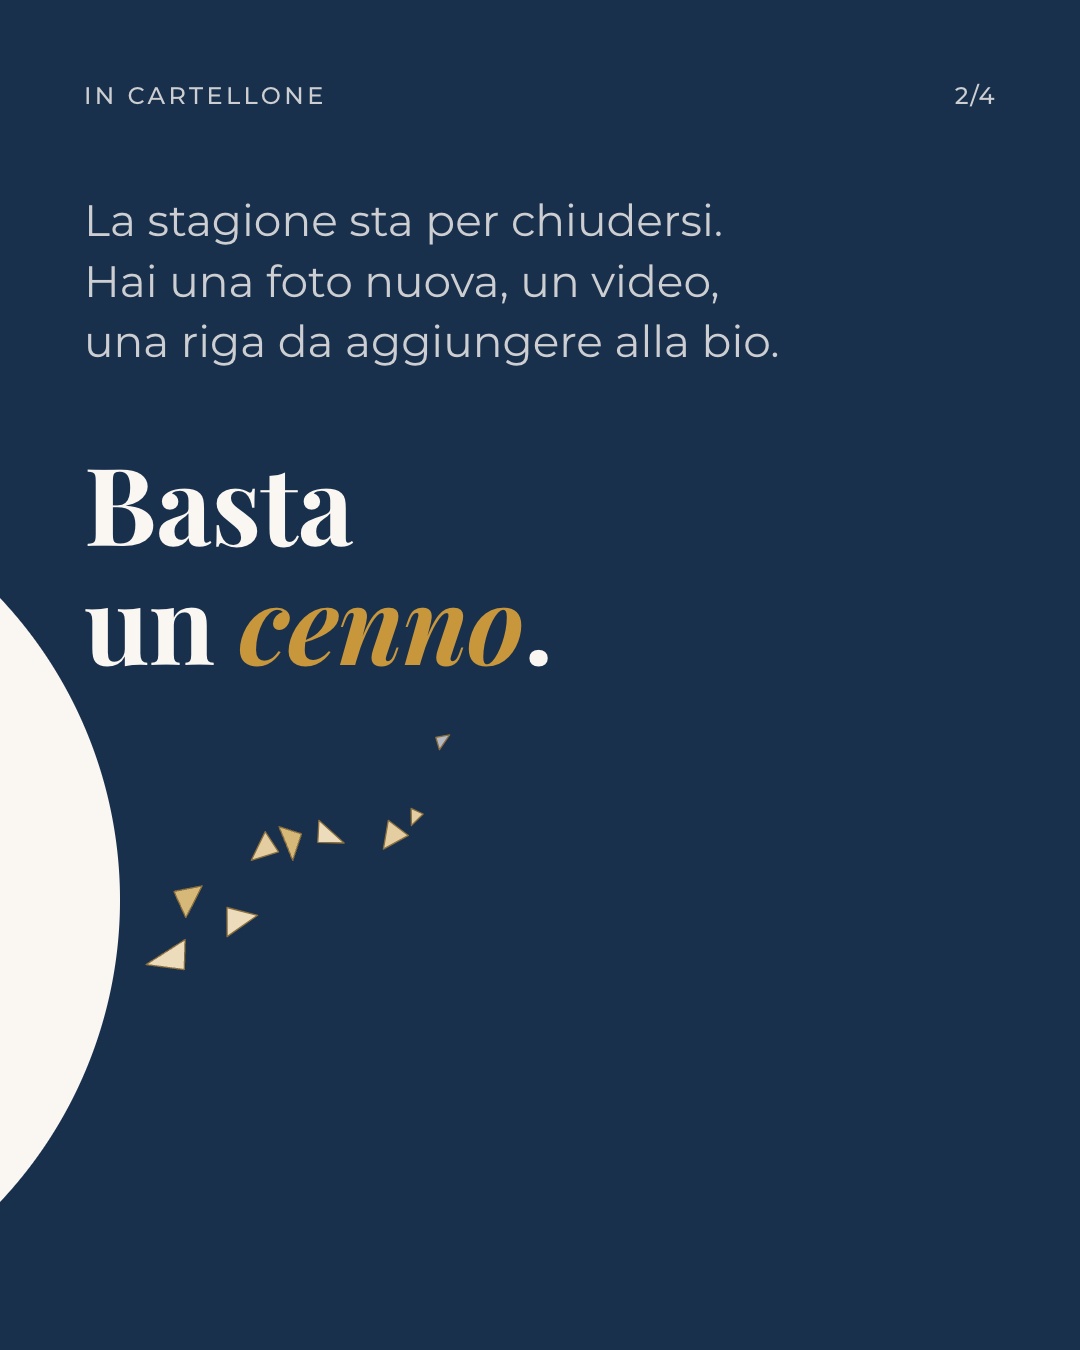 IN CARTELLONE
2/4
La stagione sta per chiudersi.
Hai una foto nuova, un video,
una riga da aggiungere alla bio.
Basta
un cenno.